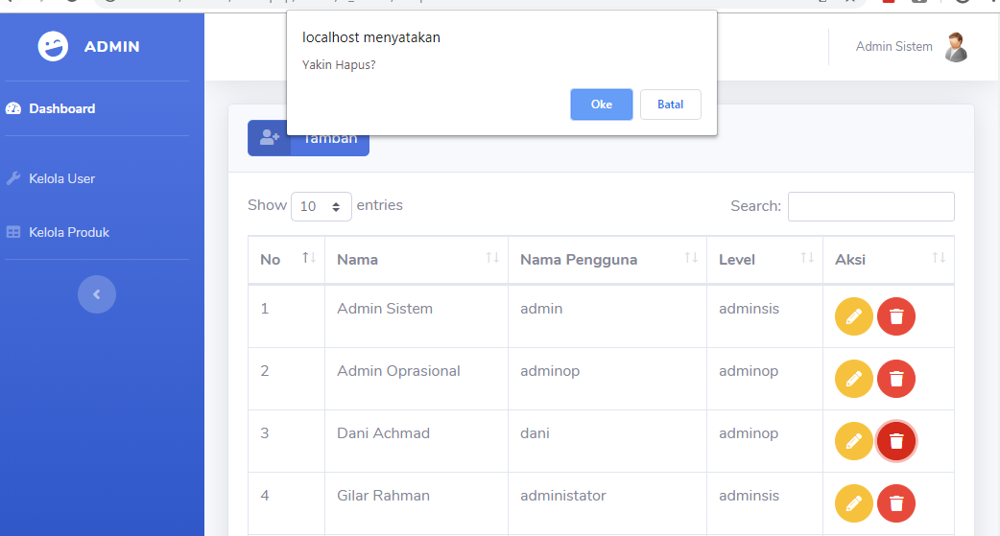 localhost menyatakan
Yakin Hapus?
Oke Batal
ADMIN
Admin Sistem
Dashboard
Kelola User
Kelola Produk
Tambah
Show 10 entries
Search:
No Nama Nama Pengguna Level Aksi
1 Admin Sistem admin adminsis
2 Admin Oprasional adminop adminop
3 Dani Achmad dani adminop
4 Gilar Rahman administator adminsis